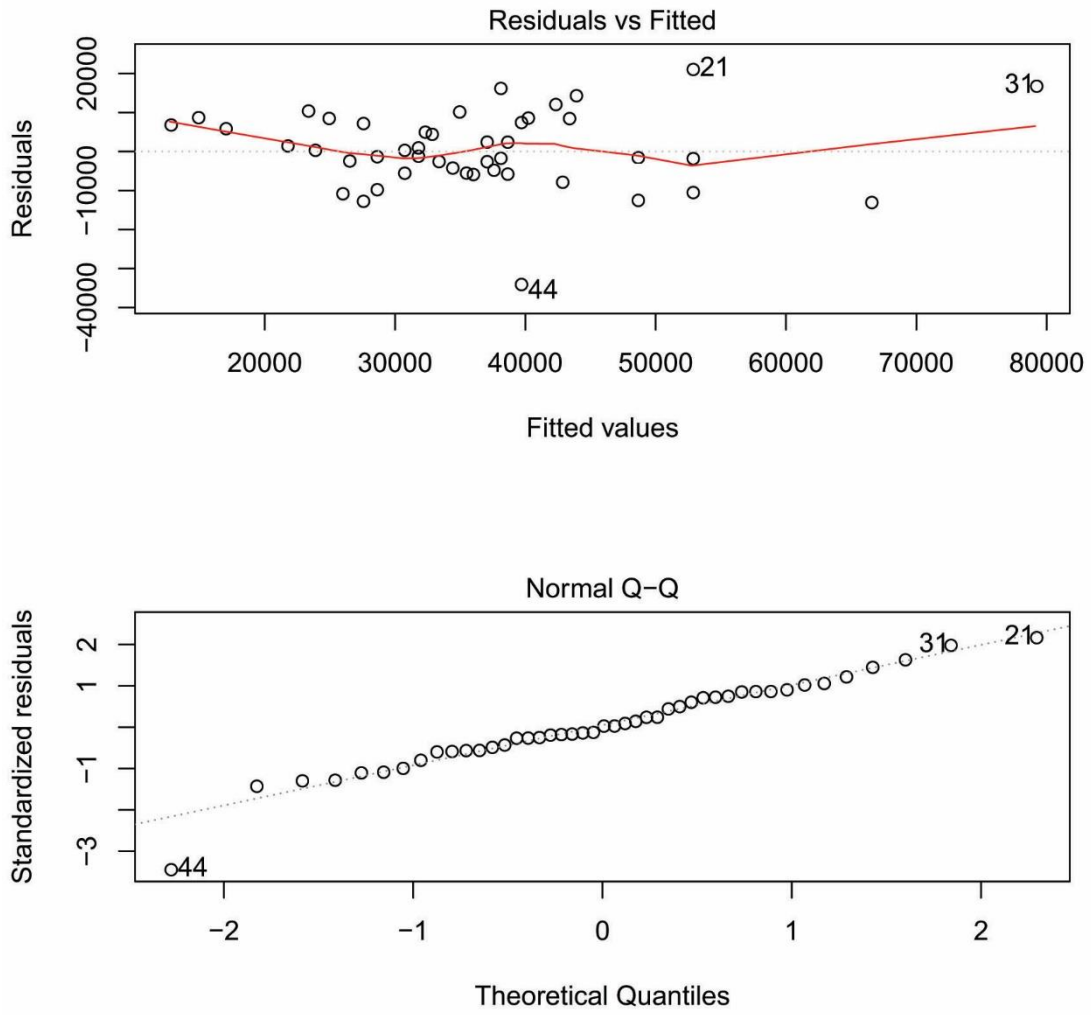 Residuals vs Fitted
Residuals
20000
-10000
-40000
21
31
44
20000 30000 40000 50000 60000 70000 80000
Fitted values
Normal Q-Q
Standardized residuals
2
1
-1
-3
31
21
44
-2 -1 0 1 2
Theoretical Quantiles